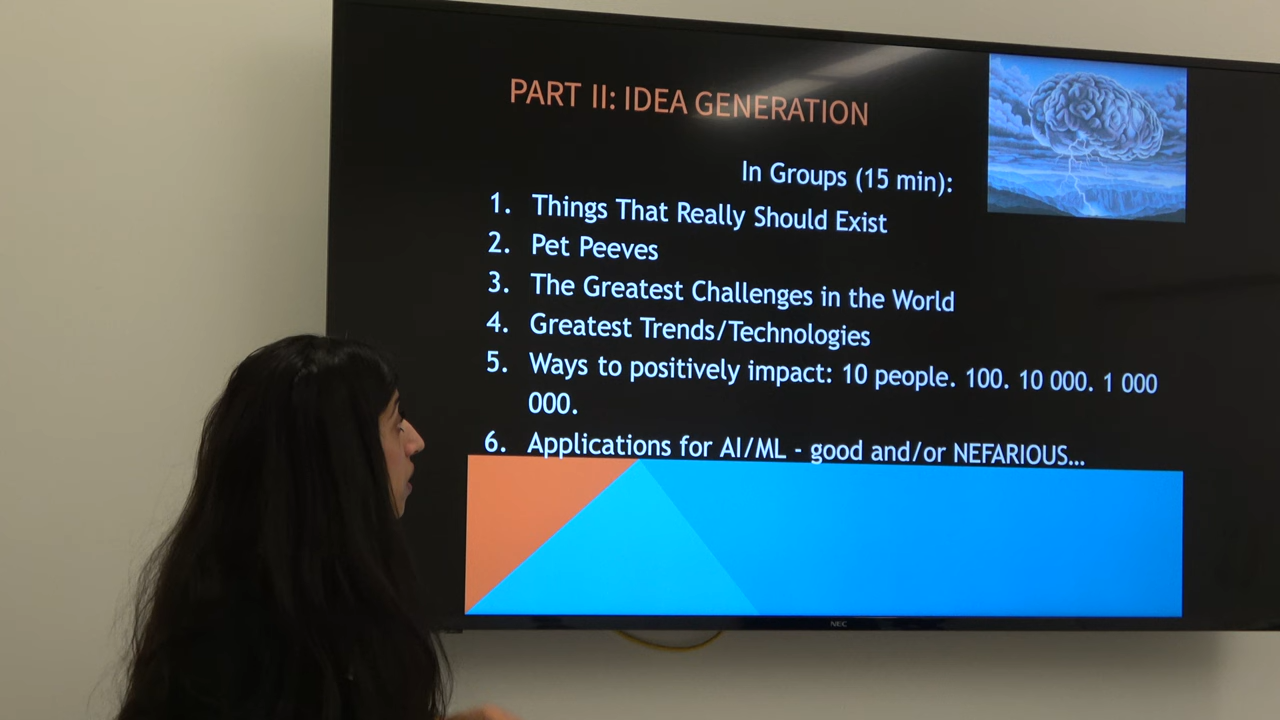 PART II: IDEA GENERATION
In Groups (15 min):
1. Things That Really Should Exist
2. Pet Peeves
3. The Greatest Challenges in the World
4. Greatest Trends/Technologies
5. Ways to positively impact: 10 people. 100. 10 000. 1 000
000.
6. Applications for AI/ML - good and/or NEFARIOUS...
NEC